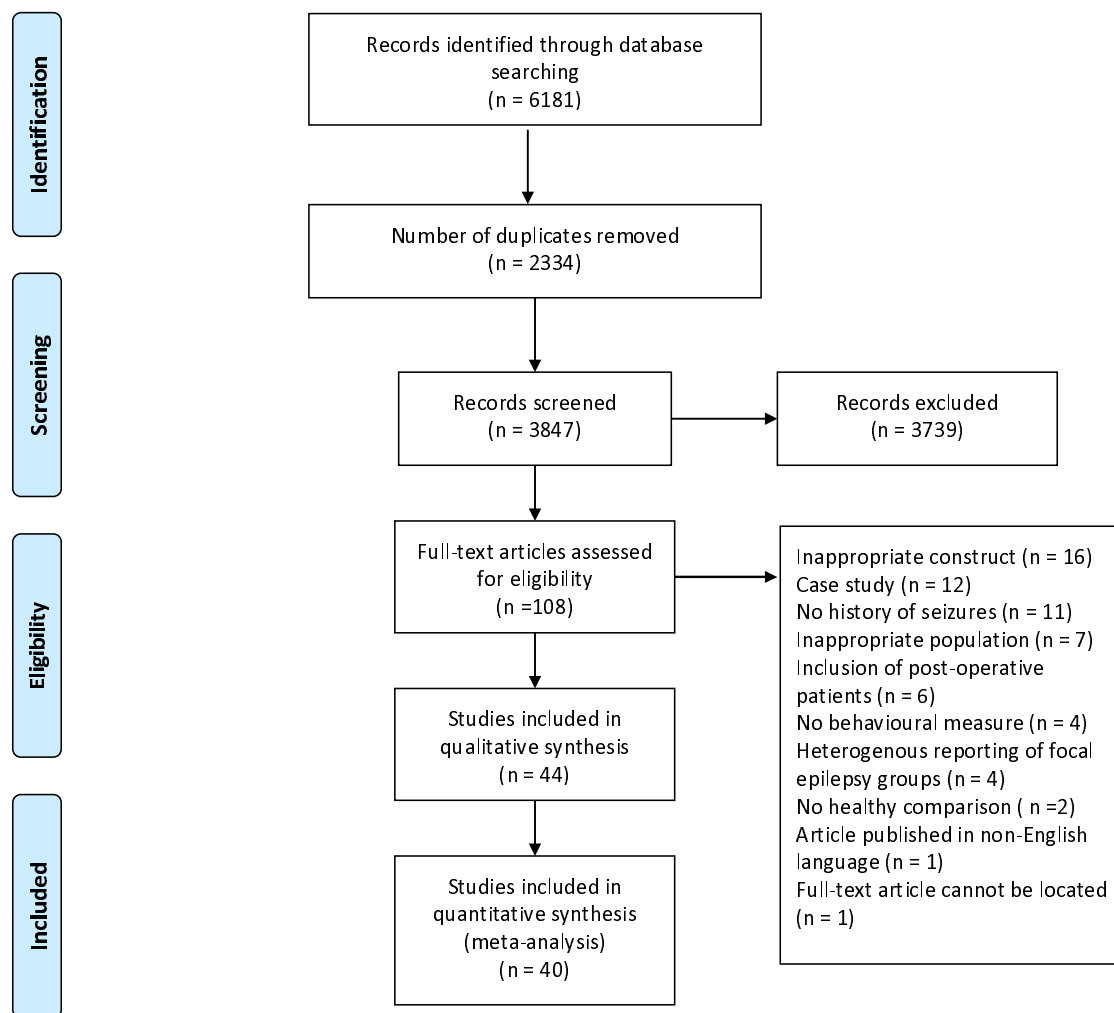 Identification
Records identified through database
searching
(n = 6181)
Number of duplicates removed
(n = 2334)
Screening
Records screened
(n = 3847)
Records excluded
(n = 3739)
Eligibility
Full-text articles assessed
for eligibility
(n =108)
Inappropriate construct (n = 16)
Case study (n = 12)
No history of seizures (n = 11)
Inappropriate population (n = 7)
Inclusion of post-operative
patients (n = 6)
No behavioural measure (n = 4)
Heterogenous reporting of focal
epilepsy groups (n = 4)
No healthy comparison ( n =2)
Article published in non-English
language (n = 1)
Full-text article cannot be located
(n = 1)
Studies included in
qualitative synthesis
(n = 44)
Included
Studies included in
quantitative synthesis
(meta-analysis)
(n = 40)